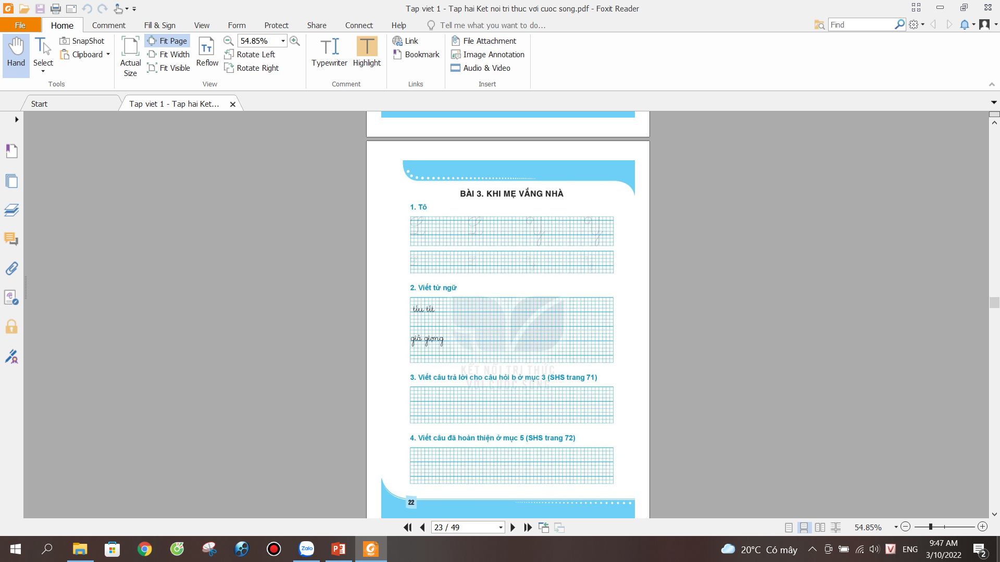 Tap viet 1 - Tap hai Ket noi tri thuc vơi cuoc song.pdf - Foxit Reader
File Home Comment Fill & Sign View Form Protect Share Connect Help Tell me what you want to do... Find
Hand
Select
SnapShot
Clipboard
Tools
Actual Size
Fit Page
Fit Width
Fit Visible
Reflow
54.85%
Rotate Left
Rotate Right
View
Typewriter
Highlight
Comment
Link
Bookmark
Links
File Attachment
Image Annotation
Audio & Video
Insert
Start
Tap viet 1 - Tap hai Ket...
BÀI 3. KHI MẸ VẮNG NHÀ
1. Tô
L L Y Y
2. Viết từ ngữ
tíu tít
giả giọng
KẾT NỐI TRI THỨC
VỚI CUỘC SỐNG
3. Viết câu trả lời cho câu hỏi b ở mục 3 (SHS trang 71)
4. Viết câu đã hoàn thiện ở mục 5 (SHS trang 72)
22
23 / 49
54.85%
Zalo
PDF
20°C Có mây
V
ENG
9:47 AM
3/10/2022
2